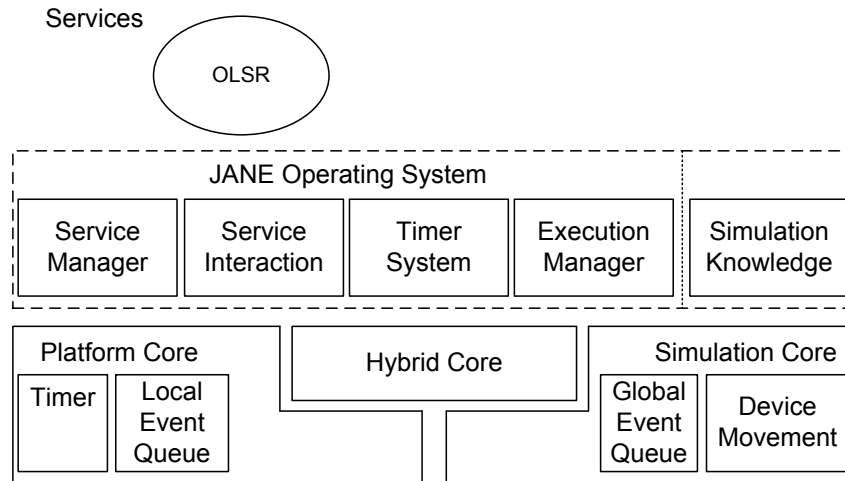 Services
OLSR
JANE Operating System
Service
Manager
Service
Interaction
Timer
System
Execution
Manager
Simulation
Knowledge
Platform Core
Timer
Local
Event
Queue
Hybrid Core
Simulation Core
Global
Event
Queue
Device
Movement